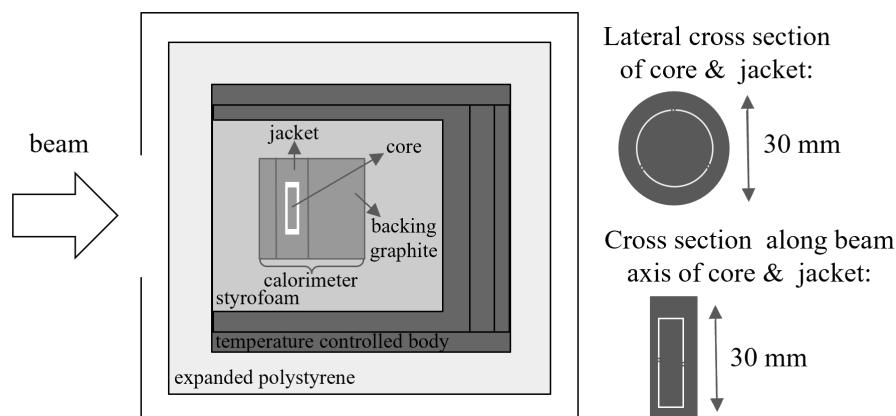 beam
jacket
core
backing
graphite
calorimeter
styrofoam
temperature controlled body
expanded polystyrene
Lateral cross section
of core & jacket:
30 mm
Cross section along beam
axis of core & jacket:
30 mm